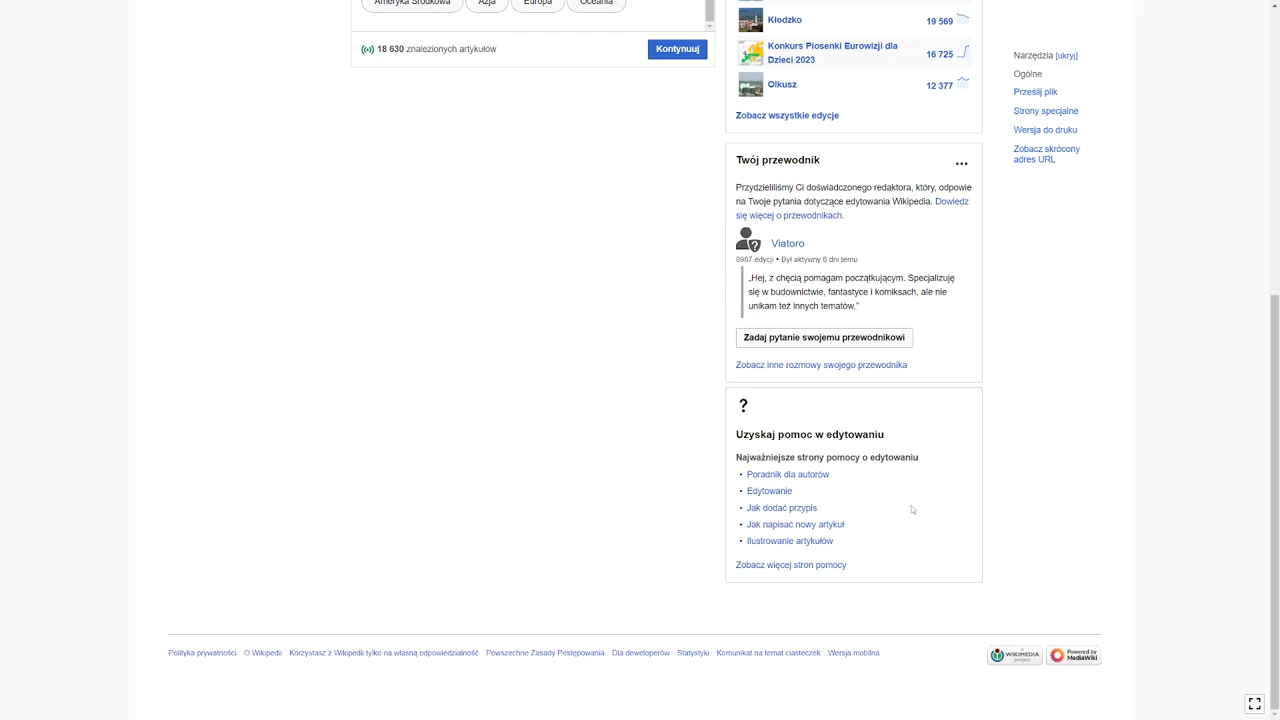 Ameryka Środkowa Azja Europa Oceania
18 630 znalezionych artykułów Kontynuuj
Kłodzko 19 569
Konkurs Piosenki Eurowizji dla
Dzieci 2023 16 725
Olkusz 12 377
Zobacz wszystkie edycje
Twój przewodnik
Przydzieliliśmy Ci doświadczonego redaktora, który, odpowie
na Twoje pytania dotyczące edytowania Wikipedia. Dowiedz
się więcej o przewodnikach.
Viatoro
8987 edycji • Był aktywny 8 dni temu
„Hej, z chęcią pomagam początkującym. Specjalizuję
się w budownictwie, fantastyce i komiksach, ale nie
unikam też innych tematów.”
Zadaj pytanie swojemu przewodnikowi
Zobacz inne rozmowy swojego przewodnika
?
Uzyskaj pomoc w edytowaniu
Najważniejsze strony pomocy o edytowaniu
• Poradnik dla autorów
• Edytowanie
• Jak dodać przypis
• Jak napisać nowy artykuł
• Ilustrowanie artykułów
Zobacz więcej stron pomocy
Narzędzia [ukryj]
Ogólne
Prześlij plik
Strony specjalne
Wersja do druku
Zobacz skrócony
adres URL
Polityka prywatności O Wikipedii Korzystasz z Wikipedii tylko na własną odpowiedzialność Powszechne Zasady Postępowania Dla deweloperów Statystyki Komunikat na temat ciasteczek Wersja mobilna
A WIKIMEDIA project
Powered by MediaWiki